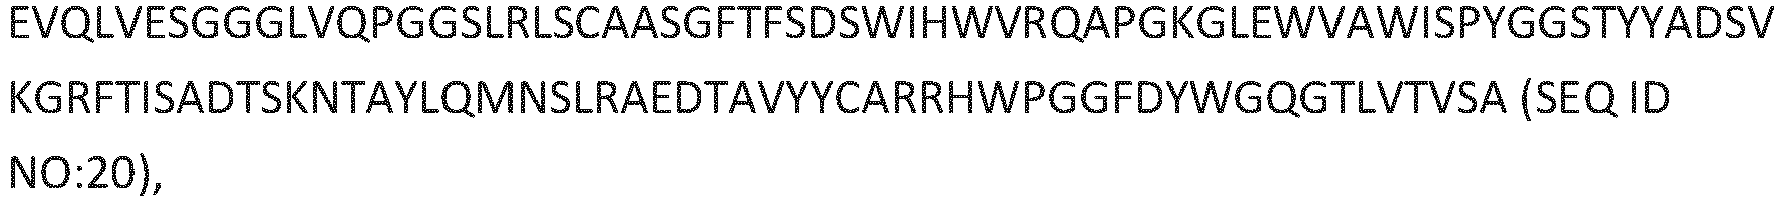 EVQLVESGGGLVQPGGSLRLSCAASGFTFSDSWIHWVRQAPGKGLEWVAWISPYGGSTYYADSV
KGRFTISADTSKNTAYLQMNSLRAEDTAVYYCARRHWPGGFDYWGQGTLVTVSA (SEQ ID
NO:20),